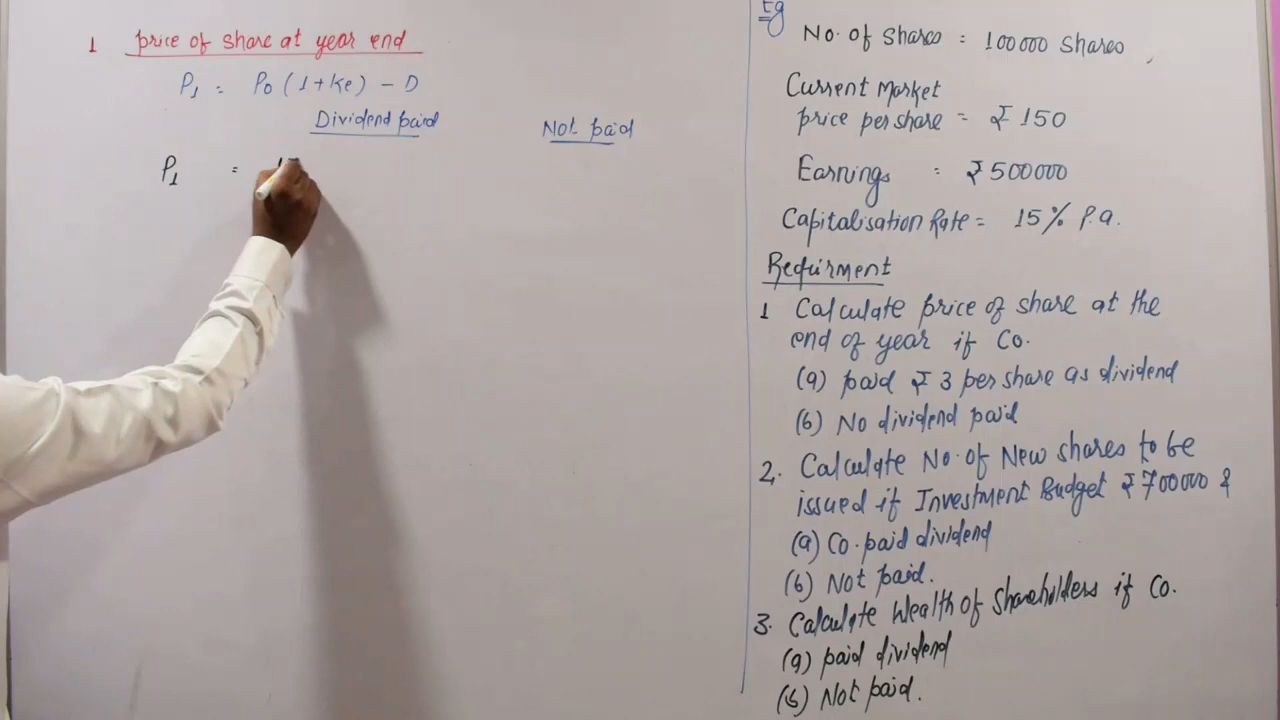 1 price of share at year end
P1 = P0 (1+ke) - D
Dividend paid
Not paid
P1 =
Eg
No. of shares = 100000 shares
Current Market
price per share = ₹ 150
Earnings = ₹ 500000
Capitalisation Rate = 15% P.a.
Requirment
1 Calculate price of share at the
end of year if Co.
(a) paid ₹ 3 per share as dividend
(b) No dividend paid
2. Calculate No. of New shares to be
issued if Investment Budget ₹ 700000 &
(a) Co. paid dividend
(b) Not paid.
3. Calculate Wealth of Shareholders if Co.
(a) paid dividend
(b) Not paid.